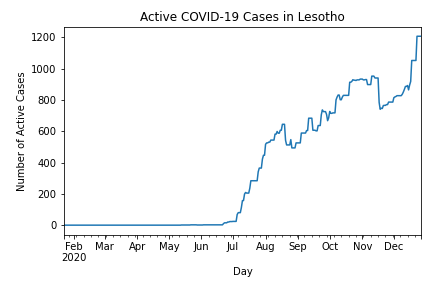 Active COVID-19 Cases in Lesotho
Number of Active Cases
1200
1000
800
600
400
200
0
Feb Mar Apr May Jun Jul Aug Sep Oct Nov Dec
2020
Day